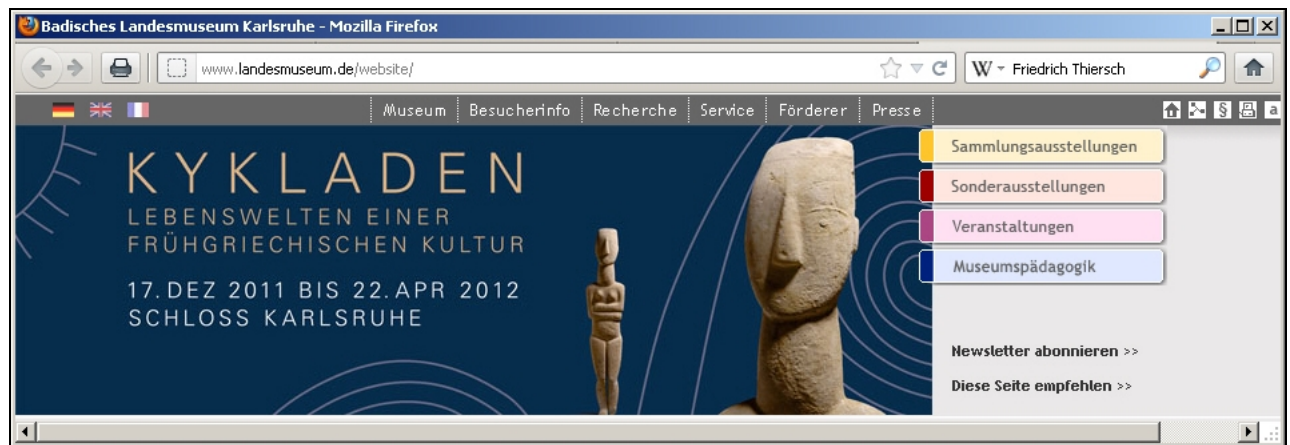 Badisches Landesmuseum Karlsruhe - Mozilla Firefox
www.landesmuseum.de/website/
W Friedrich Thiersch
Museum Besucherinfo Recherche Service Förderer Presse
§ a
KYKLADEN
LEBENSWELTEN EINER
FRÜHGRIECHISCHEN KULTUR
17. DEZ 2011 BIS 22. APR 2012
SCHLOSS KARLSRUHE
Sammlungsausstellungen
Sonderausstellungen
Veranstaltungen
Museumspädagogik
Newsletter abonnieren >>
Diese Seite empfehlen >>